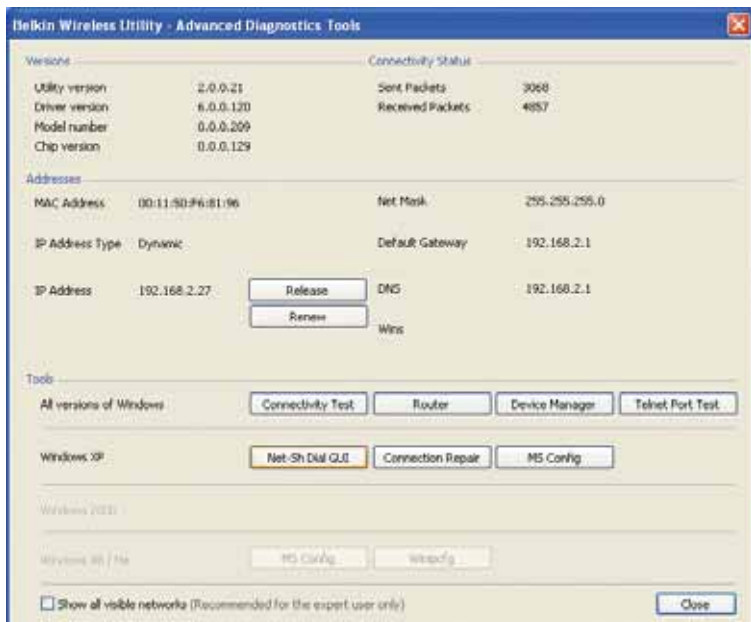 Belkin Wireless Utility - Advanced Diagnostics Tools
Versions
Utility version 2.0.0.21
Driver version 6.0.0.120
Model number 0.0.0.209
Chip version 0.0.0.129
Connectivity Status
Sent Packets 3068
Received Packets 4857
Addresses
MAC Address 00:11:50:F6:81:96
Net Mask 255.255.255.0
IP Address Type Dynamic
Default Gateway 192.168.2.1
IP Address 192.168.2.27
Release
Renew
DNS 192.168.2.1
Wins
Tools
All versions of Windows
Connectivity Test Router Device Manager Telnet Port Test
Windows XP
Net-Sh Dial GUI Connection Repair MS Config
Windows 2000
Windows 98 / Me
MS Config Winipcfg
Show all visible networks (Recommended for the expert user only)
Close